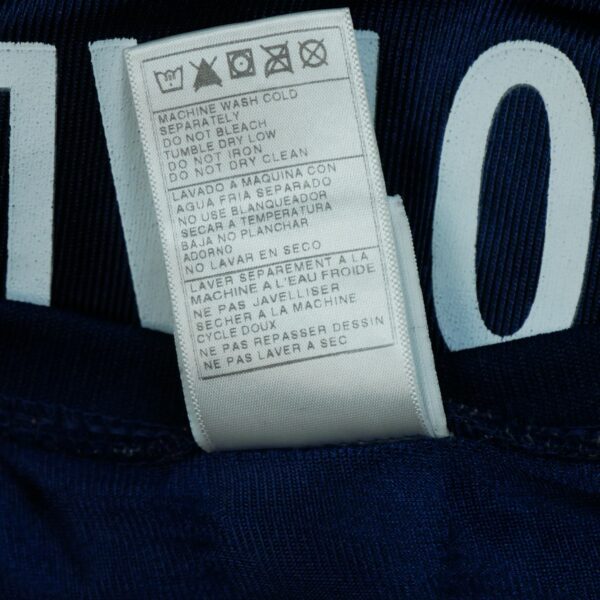 MACHINE WASH COLD
SEPARATELY
DO NOT BLEACH
TUMBLE DRY LOW
DO NOT IRON
DO NOT DRY CLEAN
LAVADO A MAQUINA CON
AGUA FRIA SEPARADO
NO USE BLANQUEADOR
SECAR A TEMPERATURA
BAJA NO PLANCHAR
ADORNO
NO LAVAR EN SECO
LAVER SEPAREMENT A LA
MACHINE A L'EAU FROIDE
NE PAS JAVELLISER
SECHER A LA MACHINE
CYCLE DOUX
NE PAS REPASSER DESSIN
NE PAS LAVER A SEC